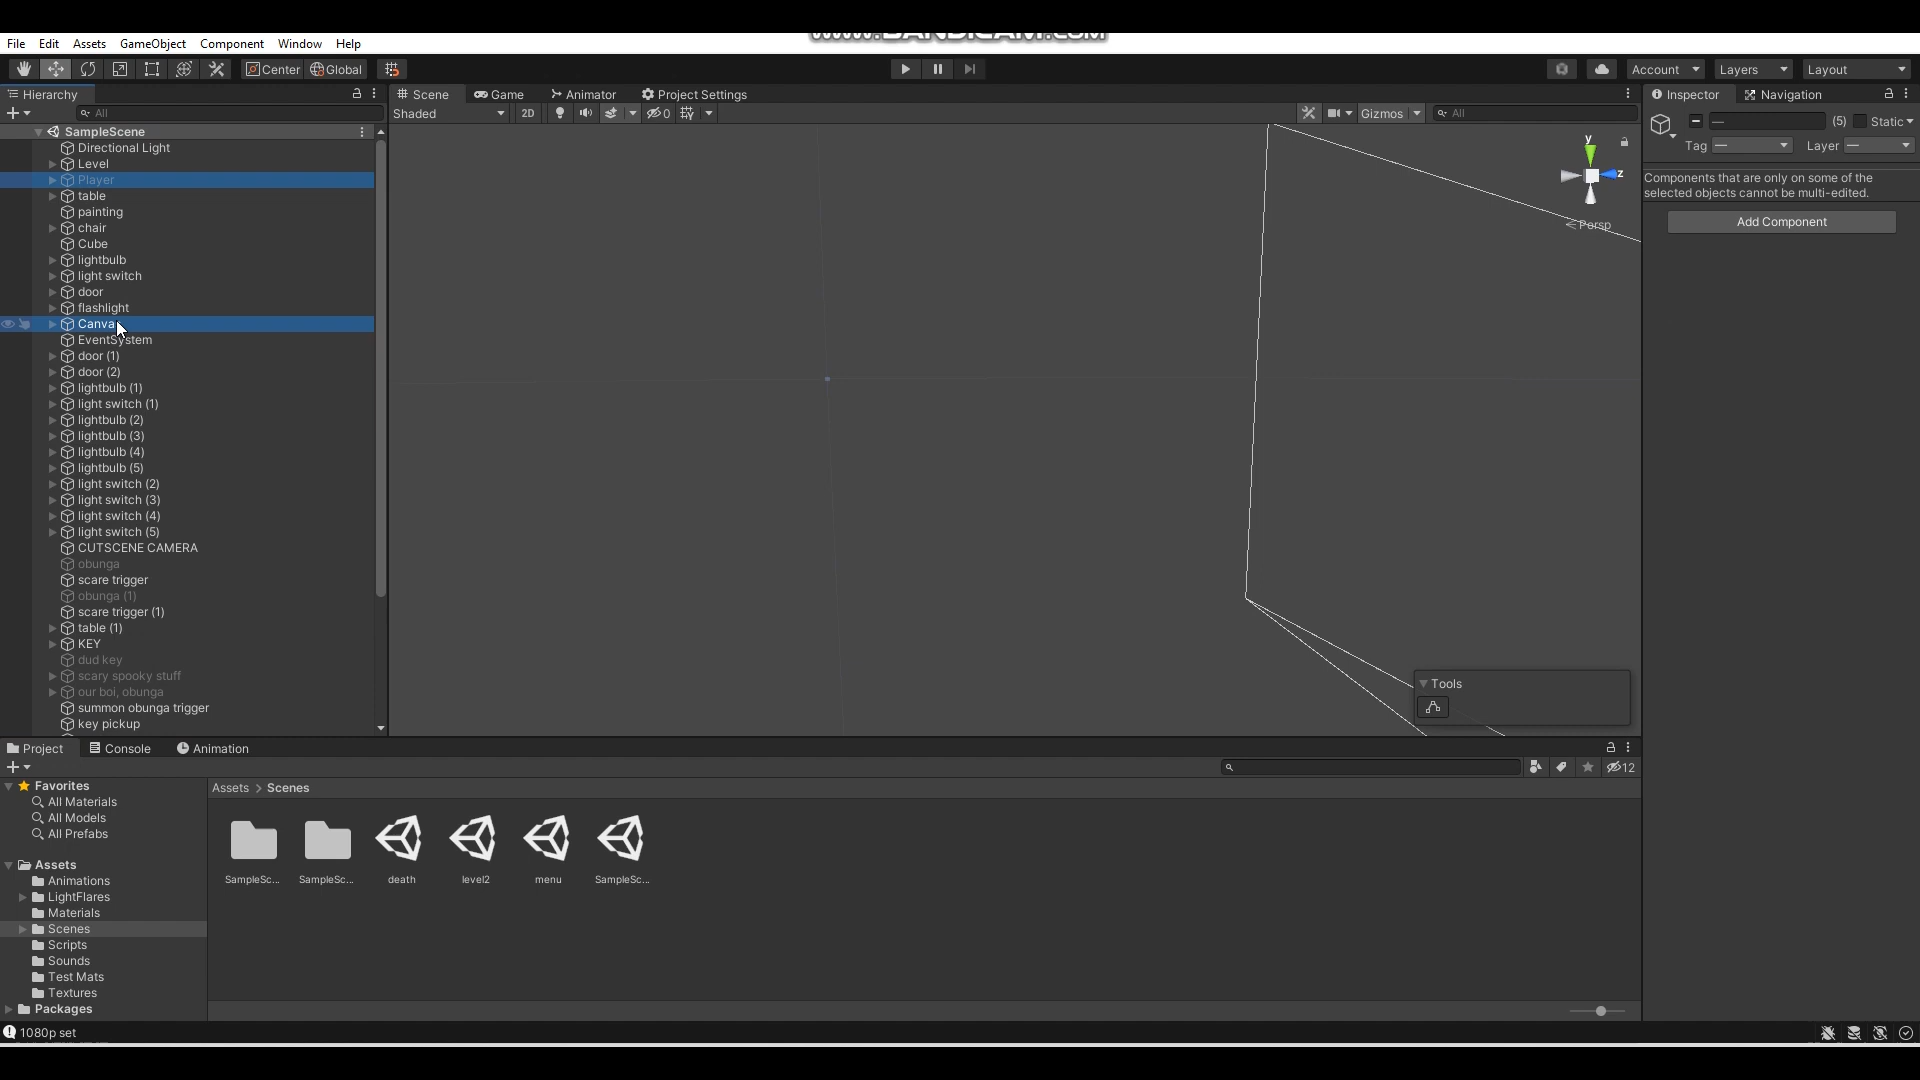 www.BANDICAM.com
File Edit Assets GameObject Component Window Help
Center Global Account Layers Layout
Hierarchy
All
SampleScene
Directional Light
Level
Player
table
painting
chair
Cube
lightbulb
light switch
door
flashlight
Canva
EventSystem
door (1)
door (2)
lightbulb (1)
light switch (1)
lightbulb (2)
lightbulb (3)
lightbulb (4)
lightbulb (5)
light switch (2)
light switch (3)
light switch (4)
light switch (5)
CUTSCENE CAMERA
obunga
scare trigger
obunga (1)
scare trigger (1)
table (1)
KEY
dud key
scary spooky stuff
our boi, obunga
summon obunga trigger
key pickup
Scene Game Animator Project Settings
Shaded 2D 0 Gizmos All
y
z
< Persp
Tools
Inspector Navigation
— (5) Static
Tag — Layer —
Components that are only on some of the
selected objects cannot be multi-edited.
Add Component
Project Console Animation
12
Favorites
All Materials
All Models
All Prefabs
Assets
Animations
LightFlares
Materials
Scenes
Scripts
Sounds
Test Mats
Textures
Packages
Assets > Scenes
SampleSc... SampleSc... death level2 menu SampleSc...
1080p set